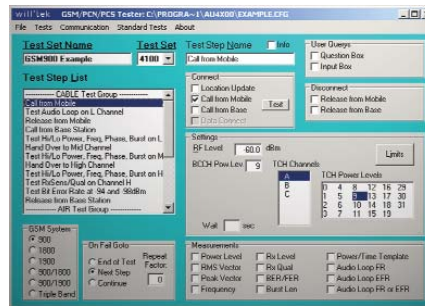 will'tek GSM/PCN/PCS Tester: C:\PROGRA~1\AU4X00\EXAMPLE.CFG
File Tests Communication Standard Tests About
Test Set Name
Test Set
Test Step Name
Info
GSM900 Example
4100
Call from Mobile
User Querys
Question Box
Input Box
Test Step List
---------- CABLE Test Group ----------
Call from Mobile
Test Audio Loop on L Channel
Release from Mobile
Call from Base Station
Test Hi/Lo Power, Freq, Phase, Burst on L
Hand Over to Mid Channel
Test Hi/Lo Power, Freq, Phase, Burst on M
Hand Over to High Channel
Test Hi/Lo Power, Freq, Phase, Burst on H
Test RxSens/Qual on Channel H
Test Bit Error Rate at -94 and -98dBm
Release from Base Station
---------- AIR Test Group ----------
Connect
Location Update
Call from Mobile
Call from Base
Data Connect
Test
Disconnect
Release from Mobile
Release from Base
Settings
RF Level -60.0 dBm
BCCH Pow.Lev 9
TCH Channels
A
B
C
Limits
TCH Power Levels
0 4 8 12 16 29
1 5 9 13 17 30
2 6 10 14 18 31
3 7 11 15 19
Wait sec
GSM System
900
1800
1900
900/1800
900/1900
Triple Band
On Fail Goto
End of Test
Next Step
Continue
Repeat Factor
0
Measurements
Power Level
RMS Vector
Peak Vector
Frequency
Rx Level
Rx Qual
BER/FER
Burst Len
Power/Time Template
Audio Loop
Audio Loop EFR
Audio Loop FR or EFR